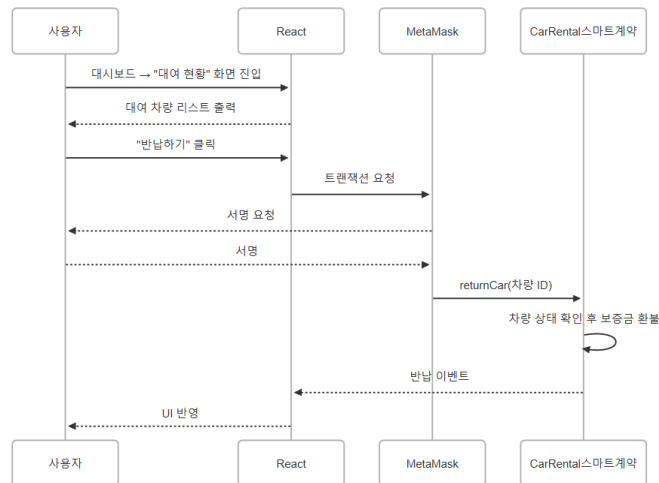 사용자
React
MetaMask
CarRental스마트계약
대시보드 → "대여 현황" 화면 진입
대여 차량 리스트 출력
"반납하기" 클릭
트랜잭션 요청
서명 요청
서명
returnCar(차량 ID)
차량 상태 확인 후 보증금 환불
반납 이벤트
UI 반영
사용자
React
MetaMask
CarRental스마트계약